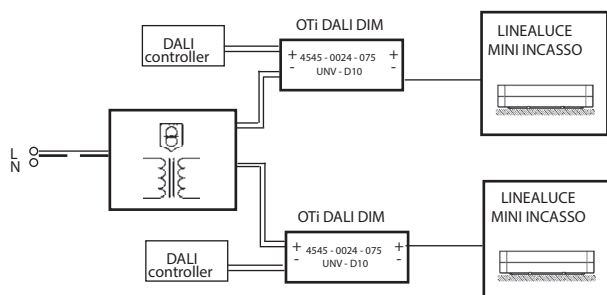 OTi DALI DIM
DALI
controller
+ 4545 - 0024 - 075 +
- UNV - D10 -
LINEALUCE
MINI INCASSO
L
N
OTi DALI DIM
DALI
controller
+ 4545 - 0024 - 075 +
- UNV - D10 -
LINEALUCE
MINI INCASSO